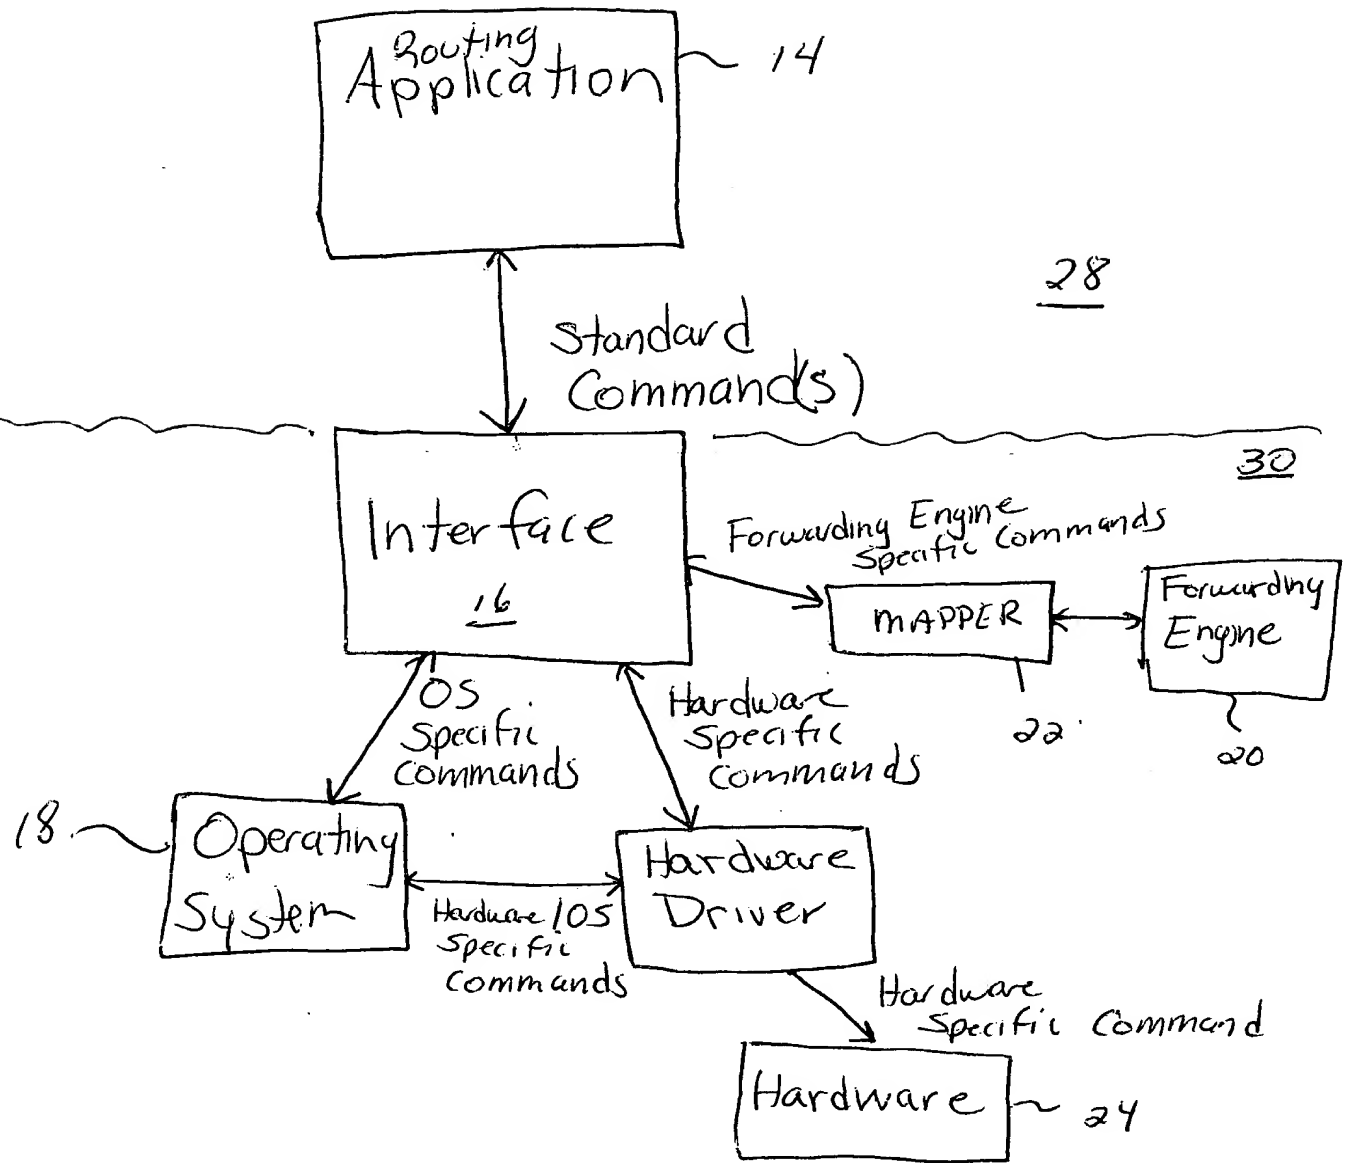 Routing
Application
14
28
Standard
Command(s)
30
Interface
16
Forwarding Engine
Specific Commands
MAPPER
Forwarding
Engine
22
20
OS
Specific
Commands
Hardware
Specific
Commands
18
Operating
System
Hardware/OS
Specific
Commands
Hardware
Driver
Hardware
Specific Command
Hardware
24